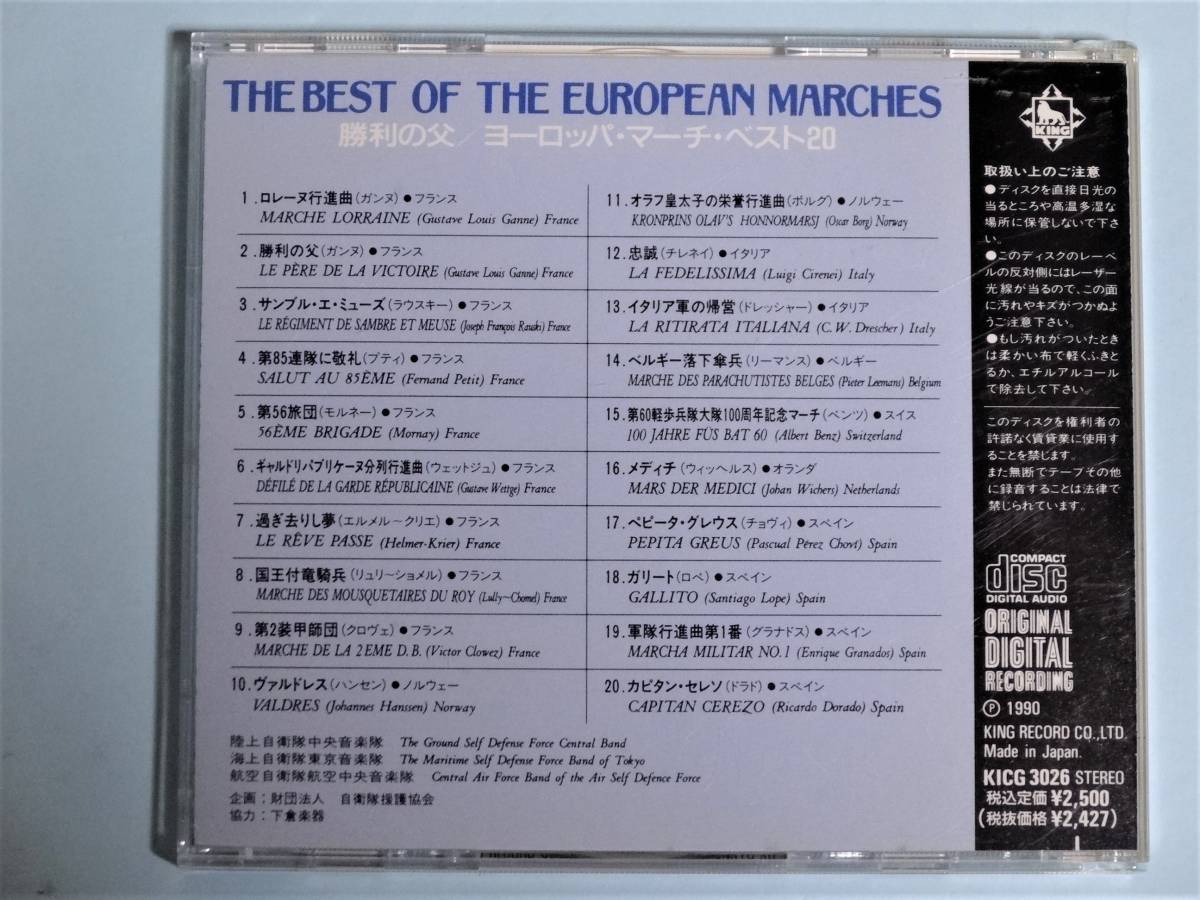 THE BEST OF THE EUROPEAN MARCHES
勝利の父／ヨーロッパ・マーチ・ベスト20
1.ロレーヌ行進曲(ガンヌ)●フランス
MARCHE LORRAINE (Gustave Louis Ganne) France
2.勝利の父(ガンヌ)●フランス
LE PÈRE DE LA VICTOIRE (Gustave Louis Ganne) France
3.サンブル・エ・ミューズ(ラウスキー)●フランス
LE RÉGIMENT DE SAMBRE ET MEUSE (Joseph François Rauski) France
4.第85連隊に敬礼(プティ)●フランス
SALUT AU 85ÈME (Fernand Petit) France
5.第56旅団(モルネー)●フランス
56ÈME BRIGADE (Mornay) France
6.ギャルドリパブリケーヌ分列行進曲(ウェットジュ)●フランス
DÉFILÉ DE LA GARDE RÉPUBLICAINE (Gustave Wettge) France
7.過ぎ去りし夢(エルメル〜クリエ)●フランス
LE RÊVE PASSE (Helmer-Krier) France
8.国王付竜騎兵(リュリ〜ショメル)●フランス
MARCHE DES MOUSQUETAIRES DU ROY (Lully〜Chomel) France
9.第2装甲師団(クロヴェ)●フランス
MARCHE DE LA 2EME D.B. (Victor Clowez) France
10.ヴァルドレス(ハンセン)●ノルウェー
VALDRES (Johannes Hanssen) Norway
11.オラフ皇太子の栄誉行進曲(ボルグ)●ノルウェー
KRONPRINS OLAV'S HONNORMARSJ (Oscar Borg) Norway
12.忠誠(チレネイ)●イタリア
LA FEDELISSIMA (Luigi Cirenei) Italy
13.イタリア軍の帰営(ドレッシャー)●イタリア
LA RITIRATA ITALIANA (C.W. Drescher) Italy
14.ベルギー落下傘兵(リーマンス)●ベルギー
MARCHE DES PARACHUTISTES BELGES (Pieter Leemans) Belgium
15.第60軽歩兵隊大隊100周年記念マーチ(ベンツ)●スイス
100 JAHRE FÜS BAT 60 (Albert Benz) Switzerland
16.メディチ(ウィッヘルス)●オランダ
MARS DER MEDICI (Johan Wichers) Netherlands
17.ペピータ・グレウス(チョヴィ)●スペイン
PEPITA GREUS (Pascual Pérez Chovi) Spain
18.ガリート(ロペ)●スペイン
GALLITO (Santiago Lope) Spain
19.軍隊行進曲第1番(グラナドス)●スペイン
MARCHA MILITAR NO.1 (Enrique Granados) Spain
20.カピタン・セレソ(ドラド)●スペイン
CAPITAN CEREZO (Ricardo Dorado) Spain
陸上自衛隊中央音楽隊 The Ground Self Defense Force Central Band
海上自衛隊東京音楽隊 The Maritime Self Defense Force Band of Tokyo
航空自衛隊航空中央音楽隊 Central Air Force Band of the Air Self Defence Force
企画：財団法人 自衛隊援護協会
協力：下倉楽器
KING
取扱い上のご注意
●ディスクを直接日光の
当るところや高温多湿な
場所に保管しないで下さ
い。
●このディスクのレーベ
ルの反対側にはレーザー
光線が当るので、この面
に汚れやキズがつかぬよ
うご注意下さい。
●もし汚れがついたとき
は柔かい布で軽くふきと
るか、エチルアルコール
で除去して下さい。
このディスクを権利者の
許諾なく賃貸業に使用す
ることを禁じます。
また無断でテープその他
に録音することは法律で
禁じられています。
COMPACT
disc
DIGITAL AUDIO
ORIGINAL
DIGITAL
RECORDING
Ⓟ 1990
KING RECORD CO.,LTD.
Made in Japan.
KICG 3026 STEREO
税込定価¥2,500
(税抜価格¥2,427)